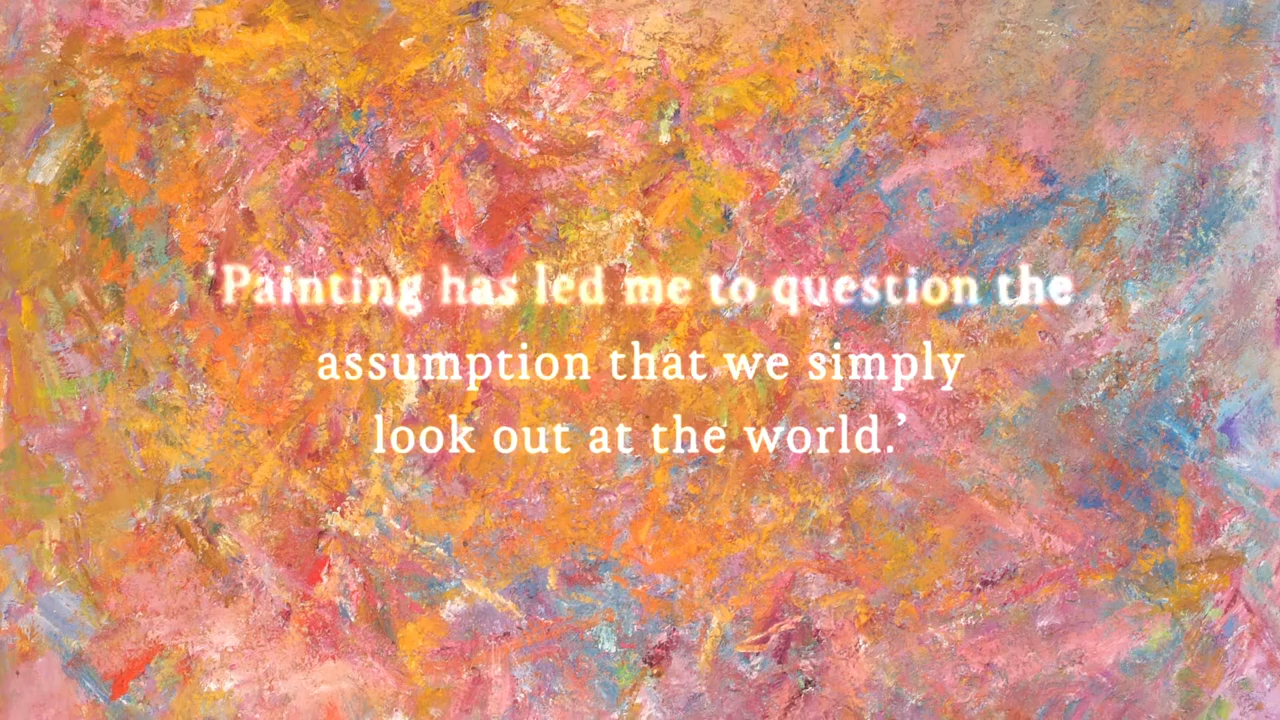 ‘Painting has led me to question the
assumption that we simply
look out at the world.’